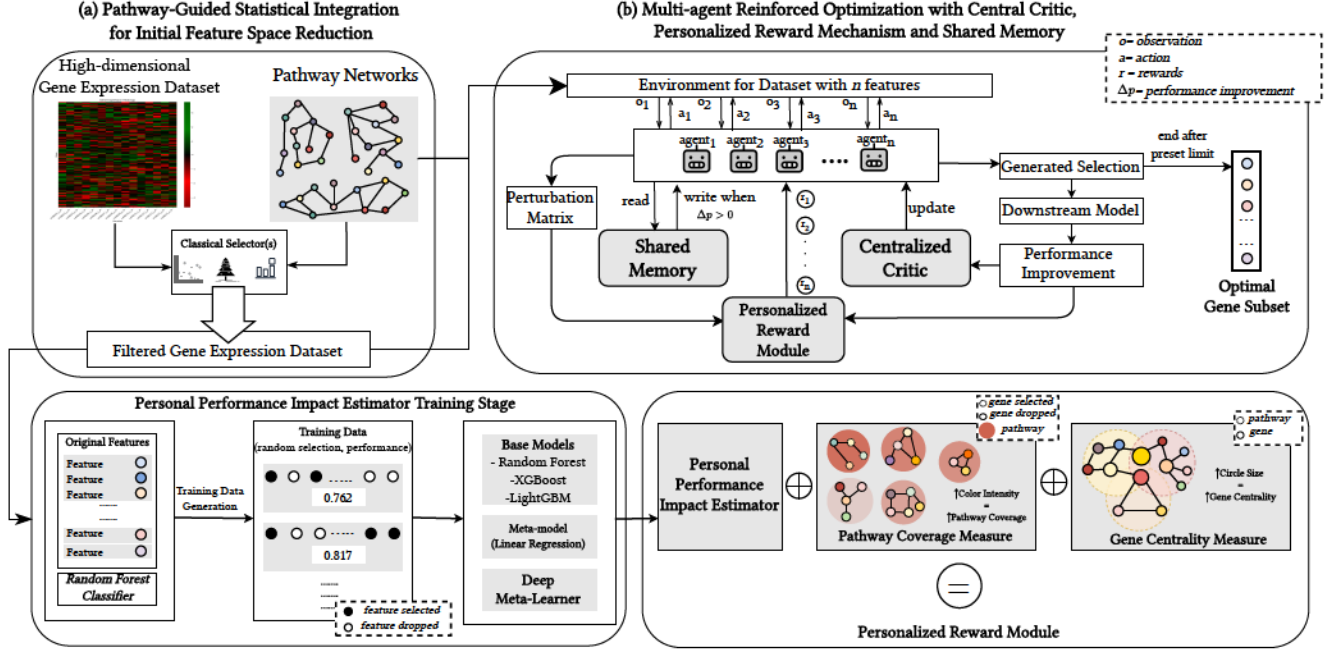 (a) Pathway-Guided Statistical Integration
for Initial Feature Space Reduction
High-dimensional
Gene Expression Dataset
Pathway Networks
Classical Selector(s)
Filtered Gene Expression Dataset
(b) Multi-agent Reinforced Optimization with Central Critic,
Personalized Reward Mechanism and Shared Memory
o= observation
a= action
r = rewards
Δp= performance improvement
Environment for Dataset with n features
o1 a1 o2 a2 o3 a3 on an
agent1 agent2 agent3 .... agentn
Perturbation
Matrix
read
write when
Δp > 0
Shared
Memory
r1
r2
rn
update
Centralized
Critic
Personalized
Reward
Module
Generated Selection
Downstream Model
Performance
Improvement
end after
preset limit
Optimal
Gene Subset
Personal Performance Impact Estimator Training Stage
Original Features
Feature
Feature
Feature
Feature
Feature
Random Forest
Classifier
Training Data
Generation
Training Data
(random selection, performance)
0.762
0.817
feature selected
feature dropped
Base Models
- Random Forest
-XGBoost
-LightGBM
Meta-model
(Linear Regression)
Deep
Meta-Learner
Personal
Performance
Impact Estimator
gene selected
gene dropped
pathway
↑Color Intensity
=
↑Pathway Coverage
Pathway Coverage Measure
pathway
gene
↑Circle Size
=
↑Gene Centrality
Gene Centrality Measure
=
Personalized Reward Module